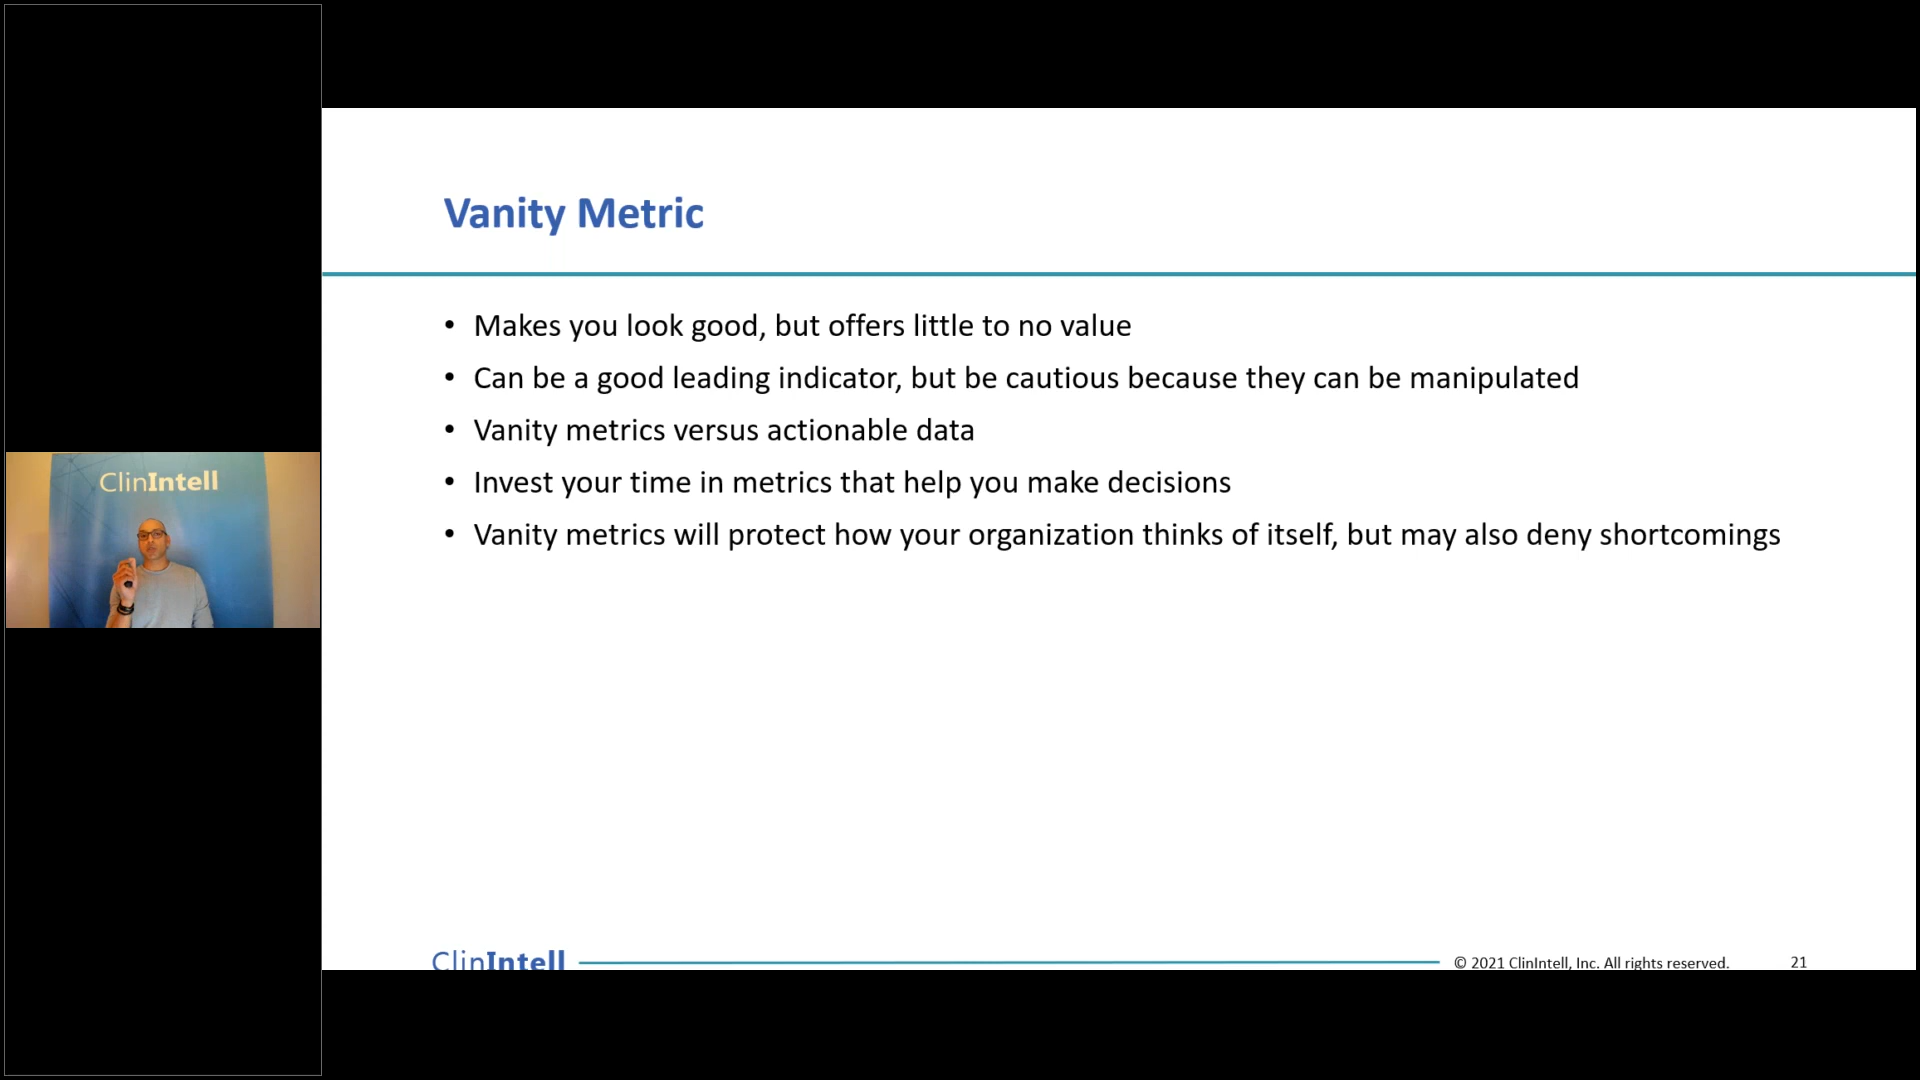 ClinIntell
Vanity Metric
• Makes you look good, but offers little to no value
• Can be a good leading indicator, but be cautious because they can be manipulated
• Vanity metrics versus actionable data
• Invest your time in metrics that help you make decisions
• Vanity metrics will protect how your organization thinks of itself, but may also deny shortcomings
ClinIntell
© 2021 ClinIntell, Inc. All rights reserved.
21